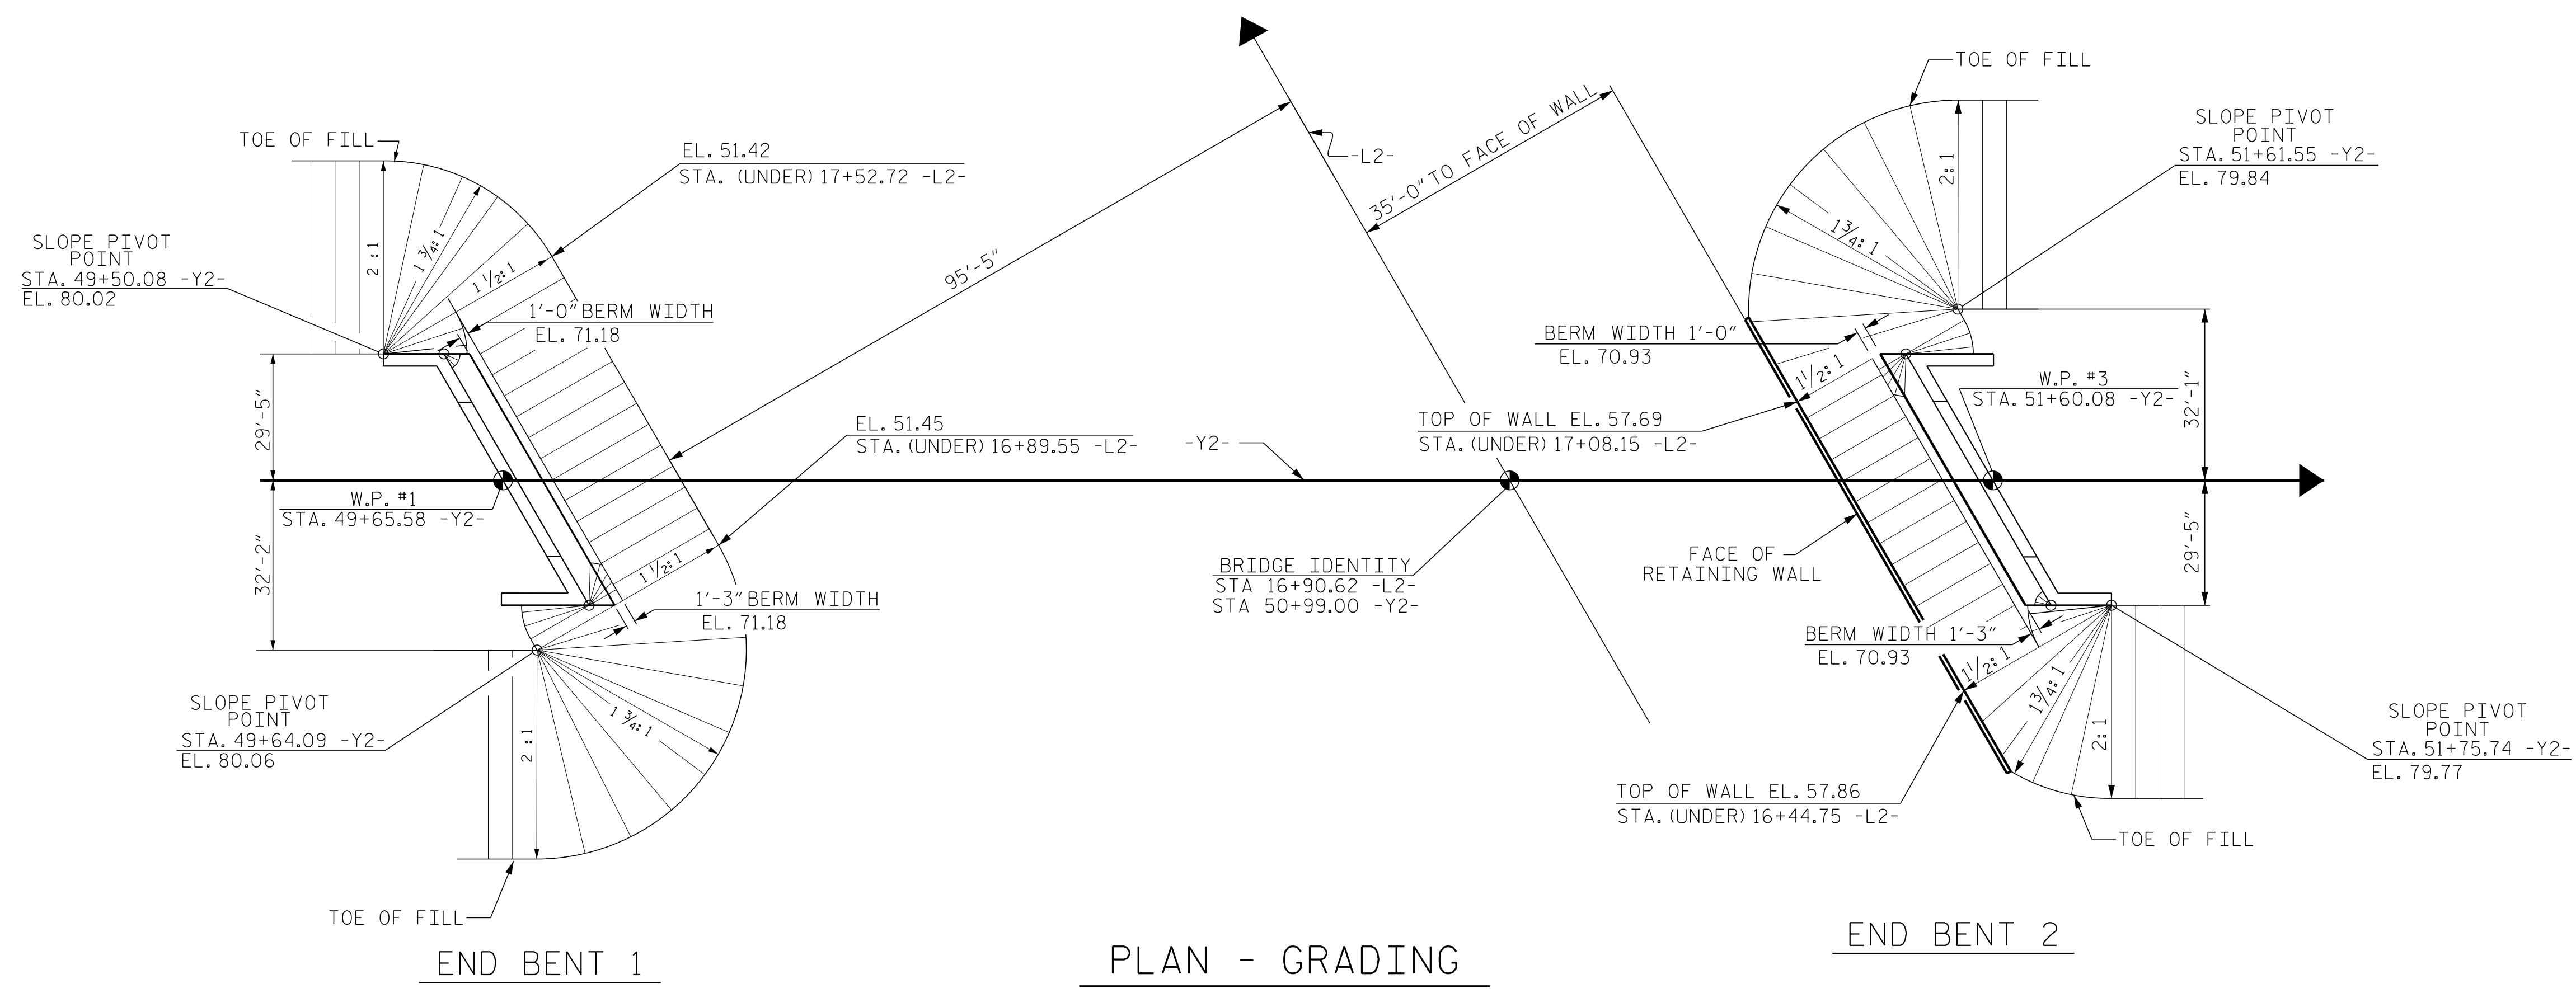 TOE OF FILL
SLOPE PIVOT
POINT
STA. 49+50.08 -Y2-
EL. 80.02
2 :1
1 3/4: 1
1 1/2: 1
EL. 51.42
STA. (UNDER) 17+52.72 -L2-
1'-0" BERM WIDTH
EL. 71.18
95'-5"
29'-5"
32'-2"
W.P. #1
STA. 49+65.58 -Y2-
EL. 51.45
STA. (UNDER) 16+89.55 -L2-
1 1/2: 1
1'-3" BERM WIDTH
EL. 71.18
SLOPE PIVOT
POINT
STA. 49+64.09 -Y2-
EL. 80.06
2 :1
1 3/4: 1
TOE OF FILL
END BENT 1
-L2-
35'-0" TO FACE OF WALL
-Y2-
BRIDGE IDENTITY
STA 16+90.62 -L2-
STA 50+99.00 -Y2-
PLAN - GRADING
TOE OF FILL
SLOPE PIVOT
POINT
STA. 51+61.55 -Y2-
EL. 79.84
2: 1
1 3/4: 1
BERM WIDTH 1'-0"
EL. 70.93
1 1/2: 1
W.P. #3
STA. 51+60.08 -Y2-
32'-1"
29'-5"
TOP OF WALL EL. 57.69
STA. (UNDER) 17+08.15 -L2-
FACE OF
RETAINING WALL
BERM WIDTH 1'-3"
EL. 70.93
1 1/2: 1
1 3/4: 1
2: 1
SLOPE PIVOT
POINT
STA. 51+75.74 -Y2-
EL. 79.77
TOP OF WALL EL. 57.86
STA. (UNDER) 16+44.75 -L2-
TOE OF FILL
END BENT 2